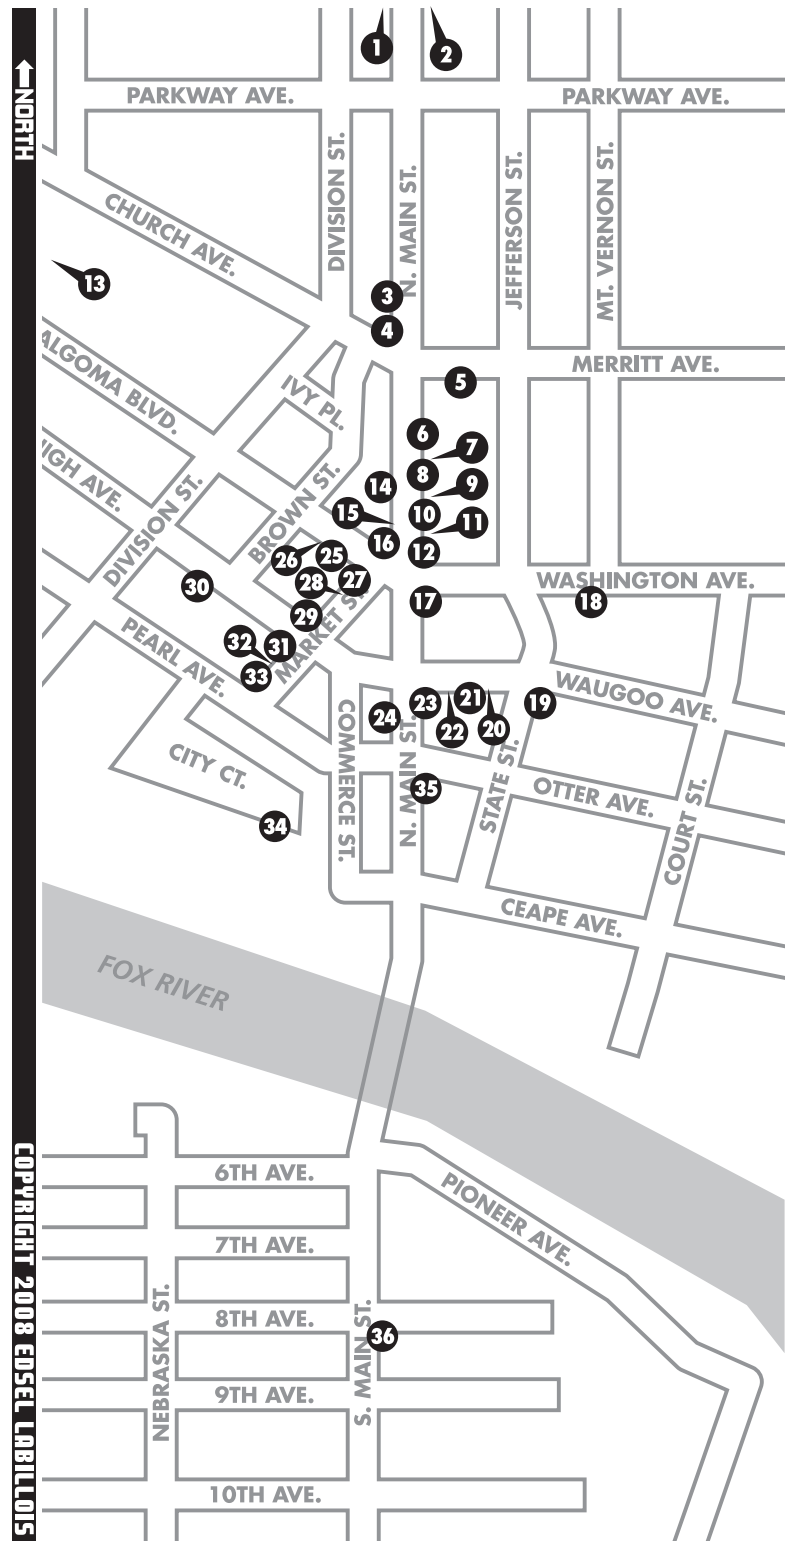 1
2
NORTH
PARKWAY AVE.
PARKWAY AVE.
DIVISION ST.
N. MAIN ST.
JEFFERSON ST.
MT. VERNON ST.
CHURCH AVE.
13
3
4
MERRITT AVE.
5
ALGOMA BLVD.
IVY PL.
6
7
8
9
10
11
12
14
15
16
HIGH AVE.
DIVISION ST.
BROWN ST.
26
25
27
28
29
30
MARKET ST.
WASHINGTON AVE.
17
18
PEARL AVE.
32
31
33
WAUGOO AVE.
19
20
21
22
23
24
CITY CT.
COMMERCE ST.
N. MAIN ST.
STATE ST.
OTTER AVE.
COURT ST.
35
34
CEAPE AVE.
FOX RIVER
6TH AVE.
PIONEER AVE.
7TH AVE.
8TH AVE.
36
NEBRASKA ST.
S. MAIN ST.
9TH AVE.
10TH AVE.
COPYRIGHT 2008 EDSEL LABILLOIS